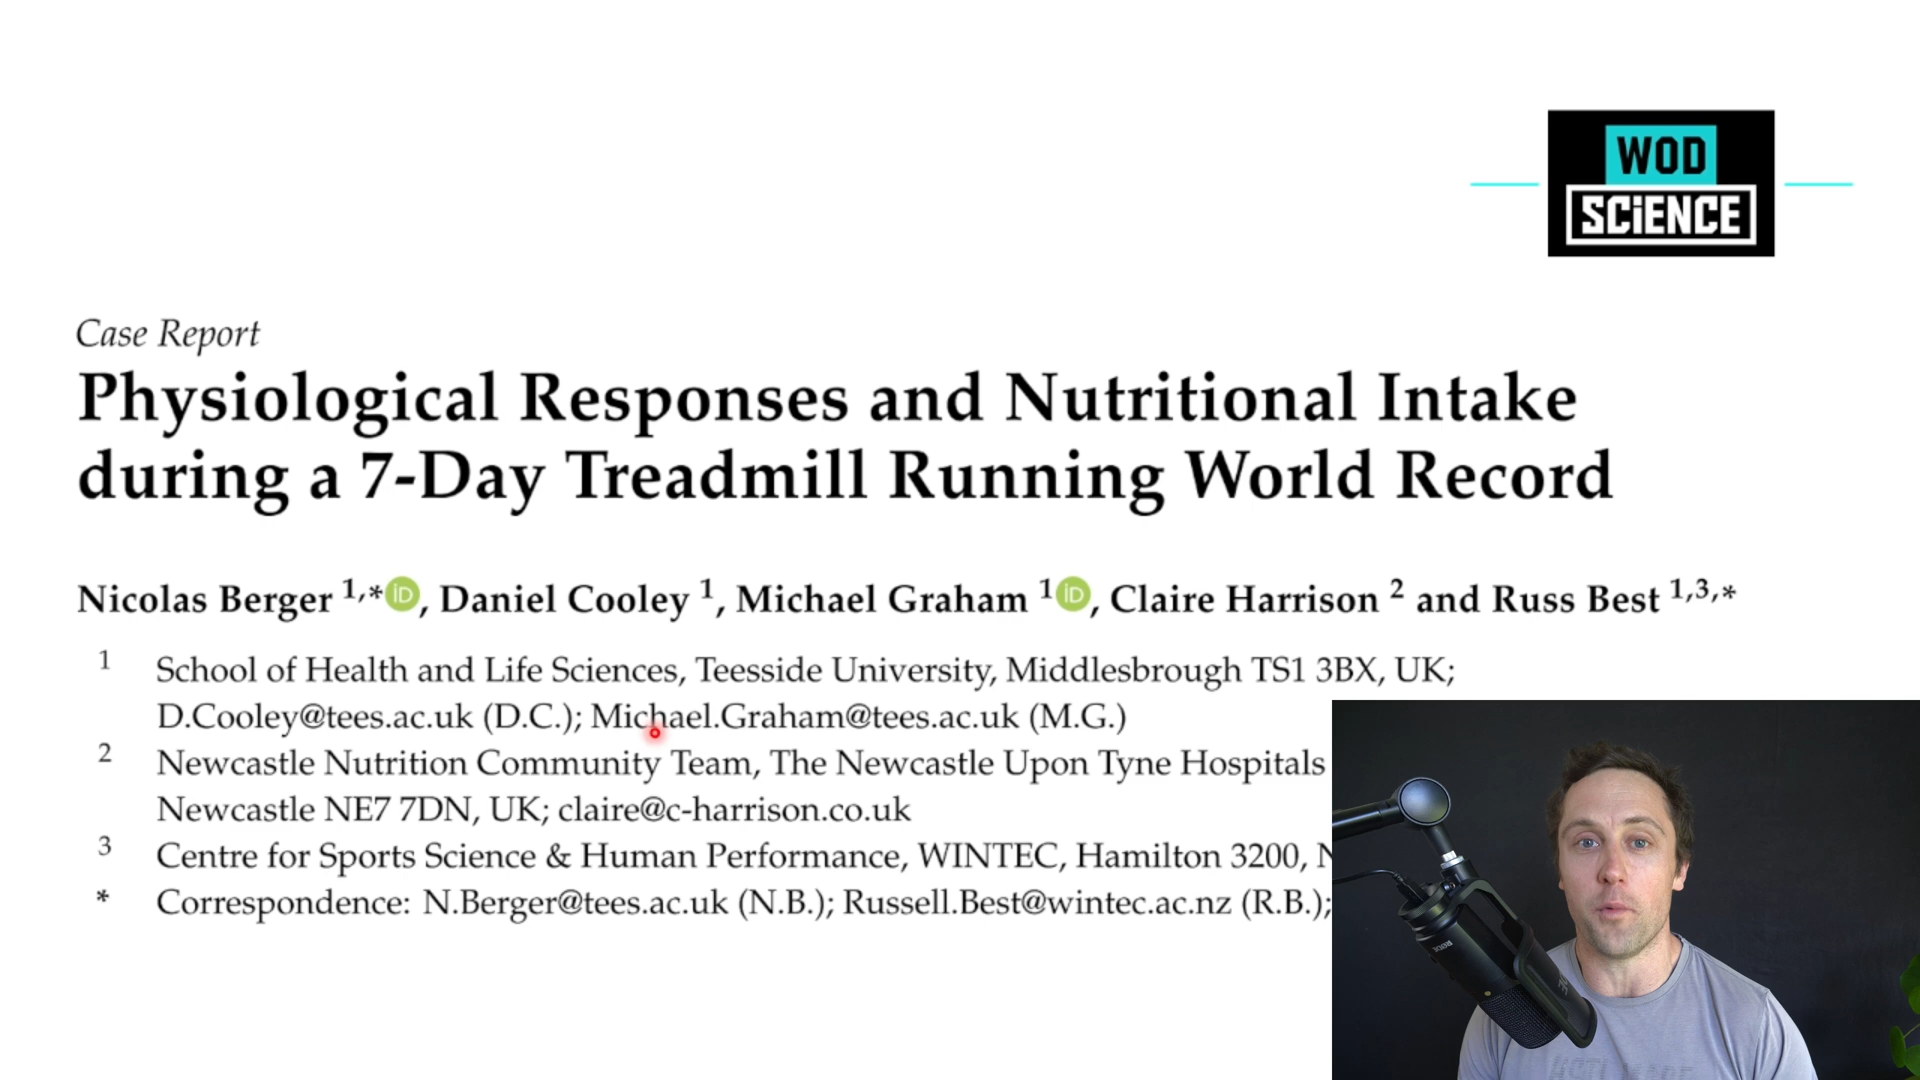 WOD
SCiENCE
Case Report
Physiological Responses and Nutritional Intake
during a 7-Day Treadmill Running World Record
Nicolas Berger 1,* iD, Daniel Cooley 1, Michael Graham 1 iD, Claire Harrison 2 and Russ Best 1,3,*
1 School of Health and Life Sciences, Teesside University, Middlesbrough TS1 3BX, UK;
D.Cooley@tees.ac.uk (D.C.); Michael.Graham@tees.ac.uk (M.G.)
2 Newcastle Nutrition Community Team, The Newcastle Upon Tyne Hospitals
Newcastle NE7 7DN, UK; claire@c-harrison.co.uk
3 Centre for Sports Science & Human Performance, WINTEC, Hamilton 3200,
* Correspondence: N.Berger@tees.ac.uk (N.B.); Russell.Best@wintec.ac.nz (R.B.);
RODE